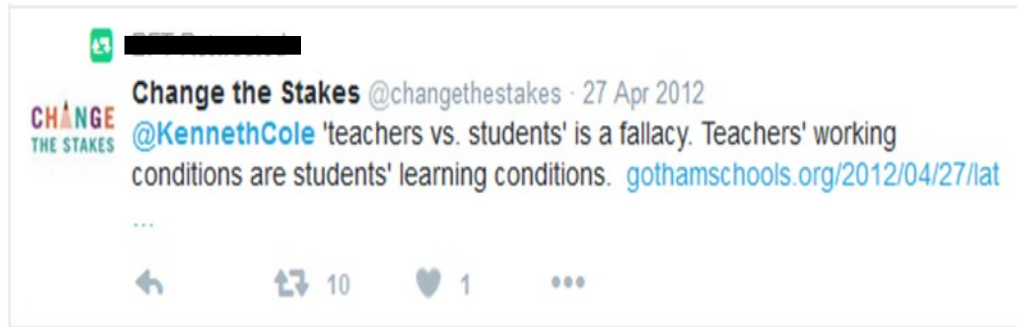 Change the Stakes @changethestakes · 27 Apr 2012
CHANGE
THE STAKES
@KennethCole 'teachers vs. students' is a fallacy. Teachers' working
conditions are students' learning conditions. gothamschools.org/2012/04/27/lat
...
10 1